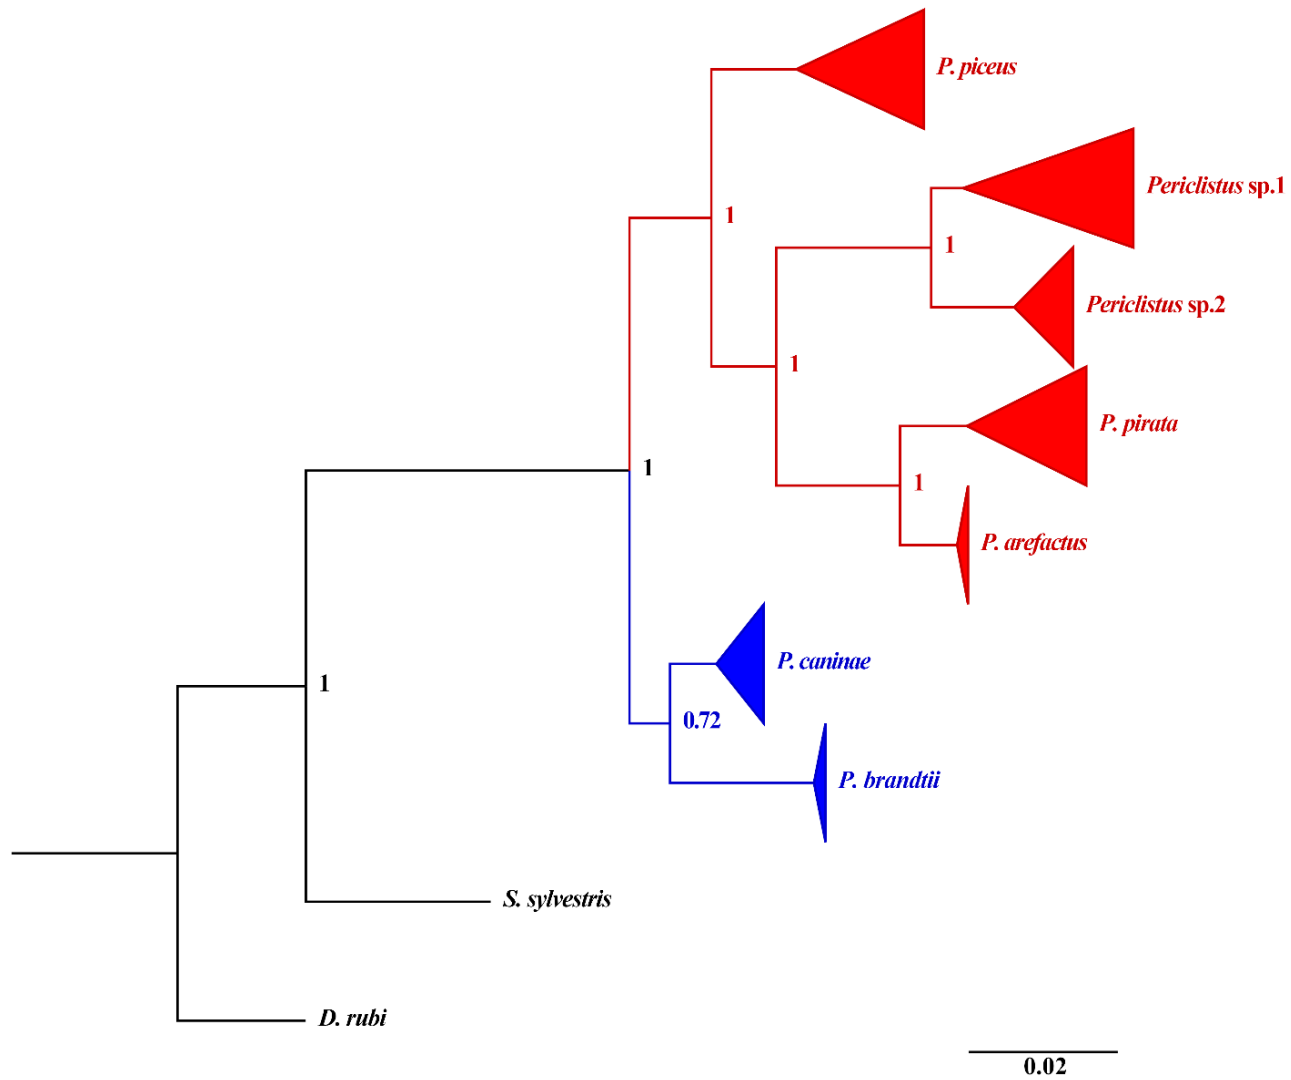 P. piceus
Periclistus sp.1
1
1
Periclistus sp.2
1
P. pirata
1
1
P. arefactus
P. caninae
1
0.72
P. brandtii
S. sylvestris
D. rubi
0.02